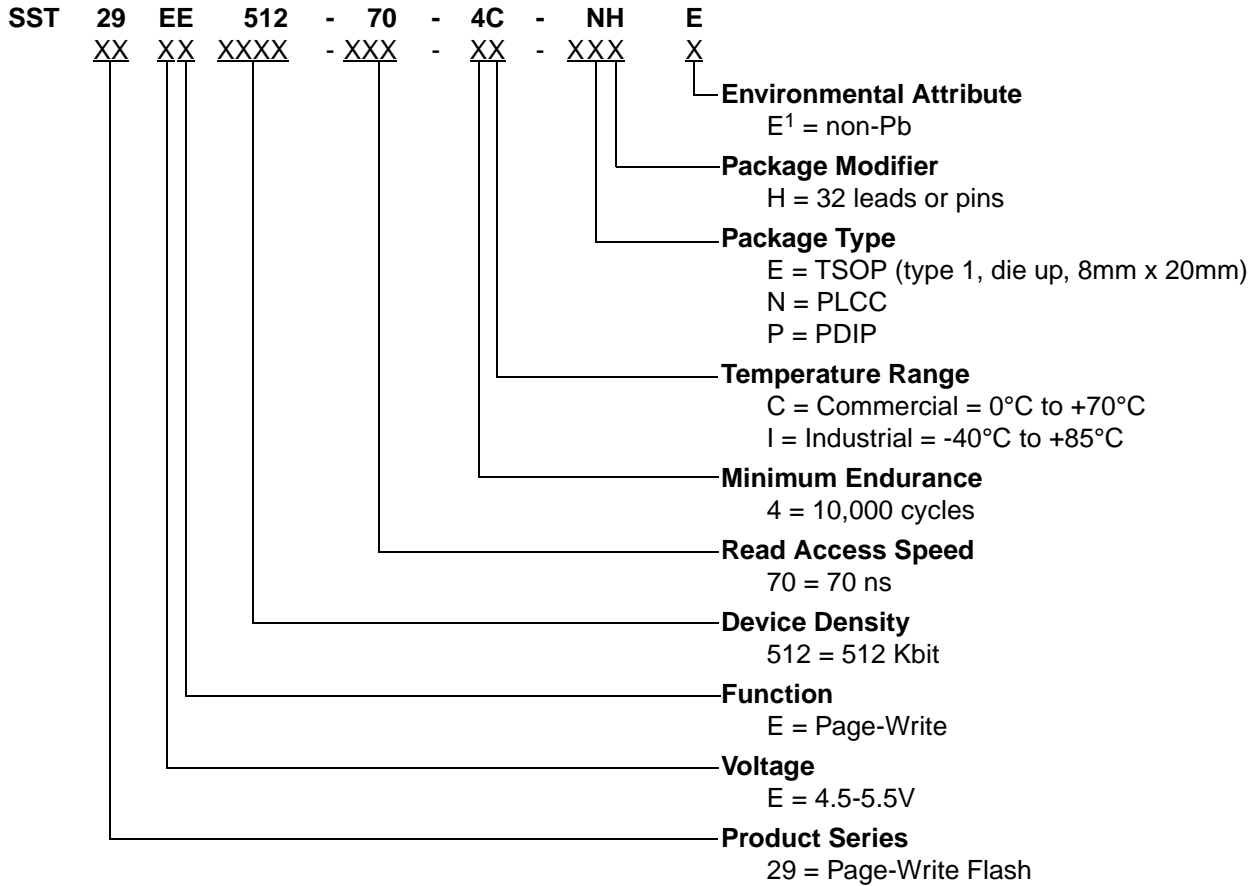 SST 29 EE 512 - 70 - 4C - NH E
XX XX XXXX - XXX - XX - XXX X
Environmental Attribute
E1 = non-Pb
Package Modifier
H = 32 leads or pins
Package Type
E = TSOP (type 1, die up, 8mm x 20mm)
N = PLCC
P = PDIP
Temperature Range
C = Commercial = 0°C to +70°C
I = Industrial = -40°C to +85°C
Minimum Endurance
4 = 10,000 cycles
Read Access Speed
70 = 70 ns
Device Density
512 = 512 Kbit
Function
E = Page-Write
Voltage
E = 4.5-5.5V
Product Series
29 = Page-Write Flash